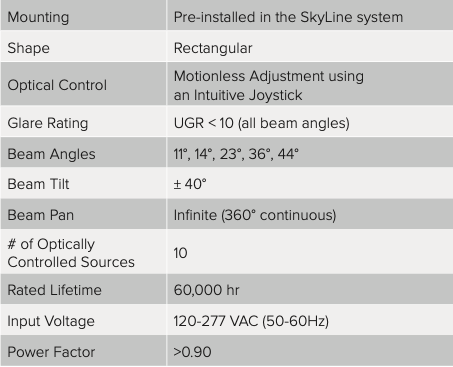 Mounting Pre-installed in the SkyLine system
Shape Rectangular
Optical Control Motionless Adjustment using
an Intuitive Joystick
Glare Rating UGR < 10 (all beam angles)
Beam Angles 11°, 14°, 23°, 36°, 44°
Beam Tilt ± 40°
Beam Pan Infinite (360° continuous)
# of Optically
Controlled Sources 10
Rated Lifetime 60,000 hr
Input Voltage 120-277 VAC (50-60Hz)
Power Factor >0.90